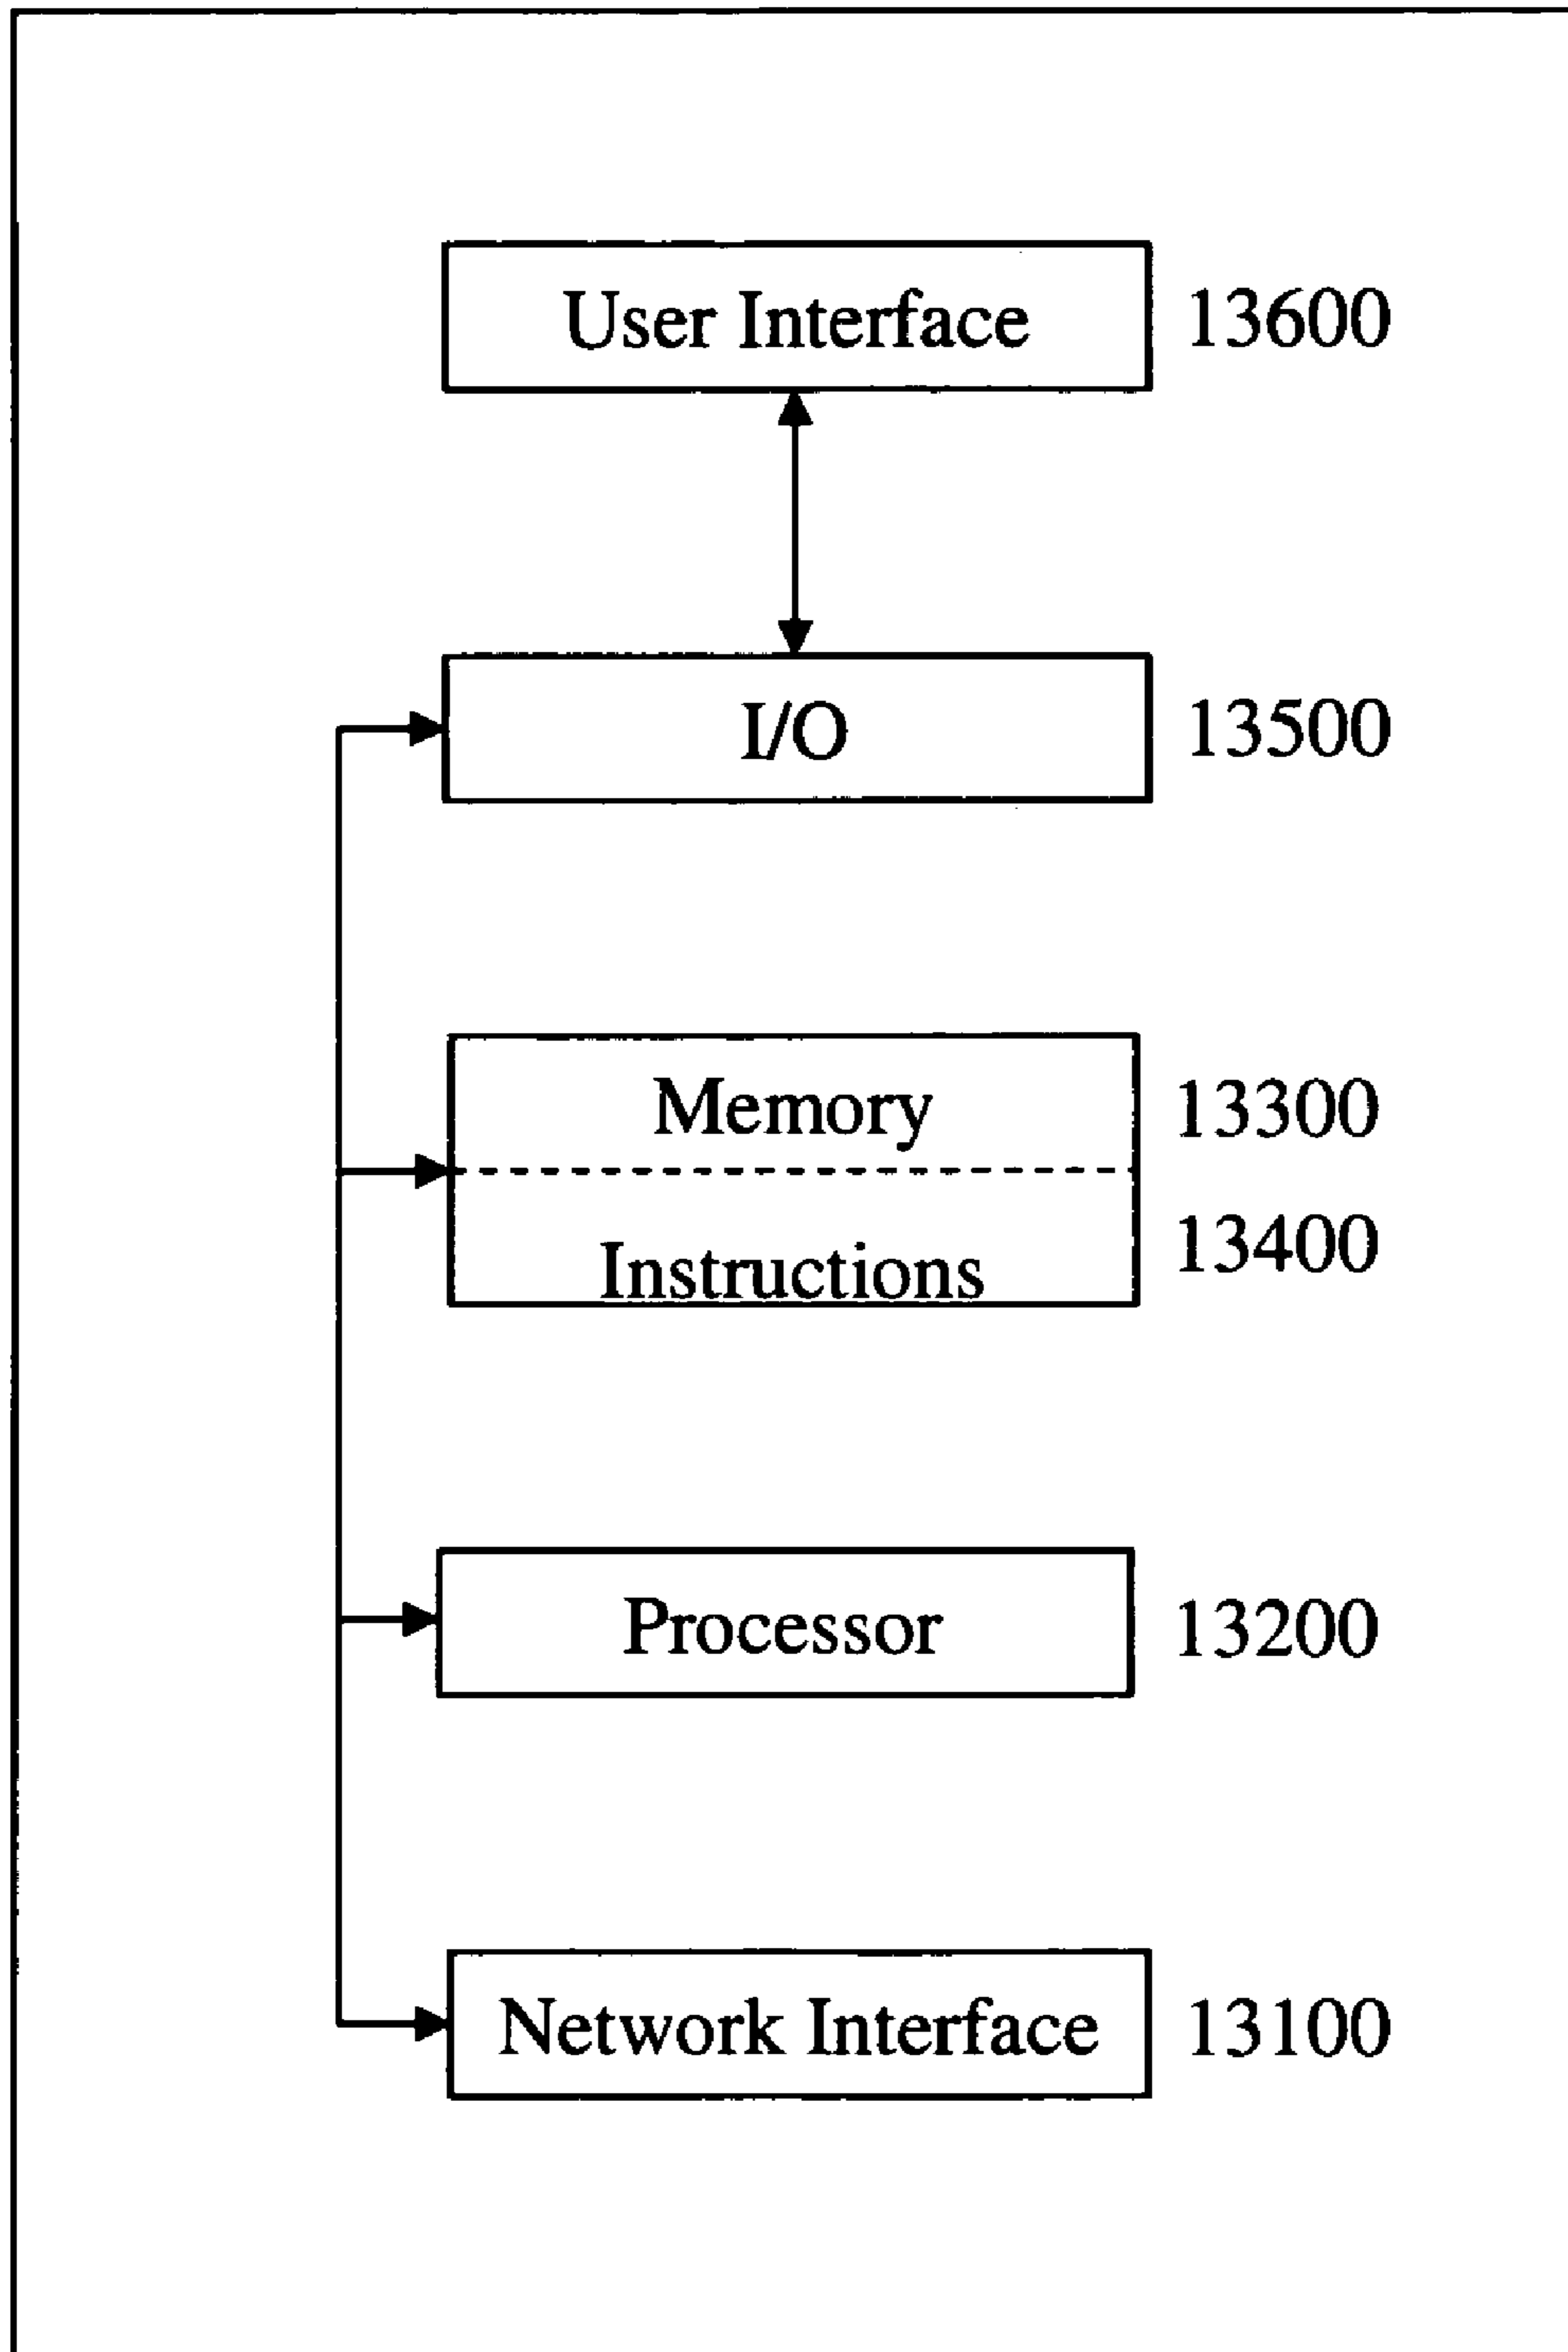 User Interface 13600
I/O 13500
Memory 13300
Instructions 13400
Processor 13200
Network Interface 13100